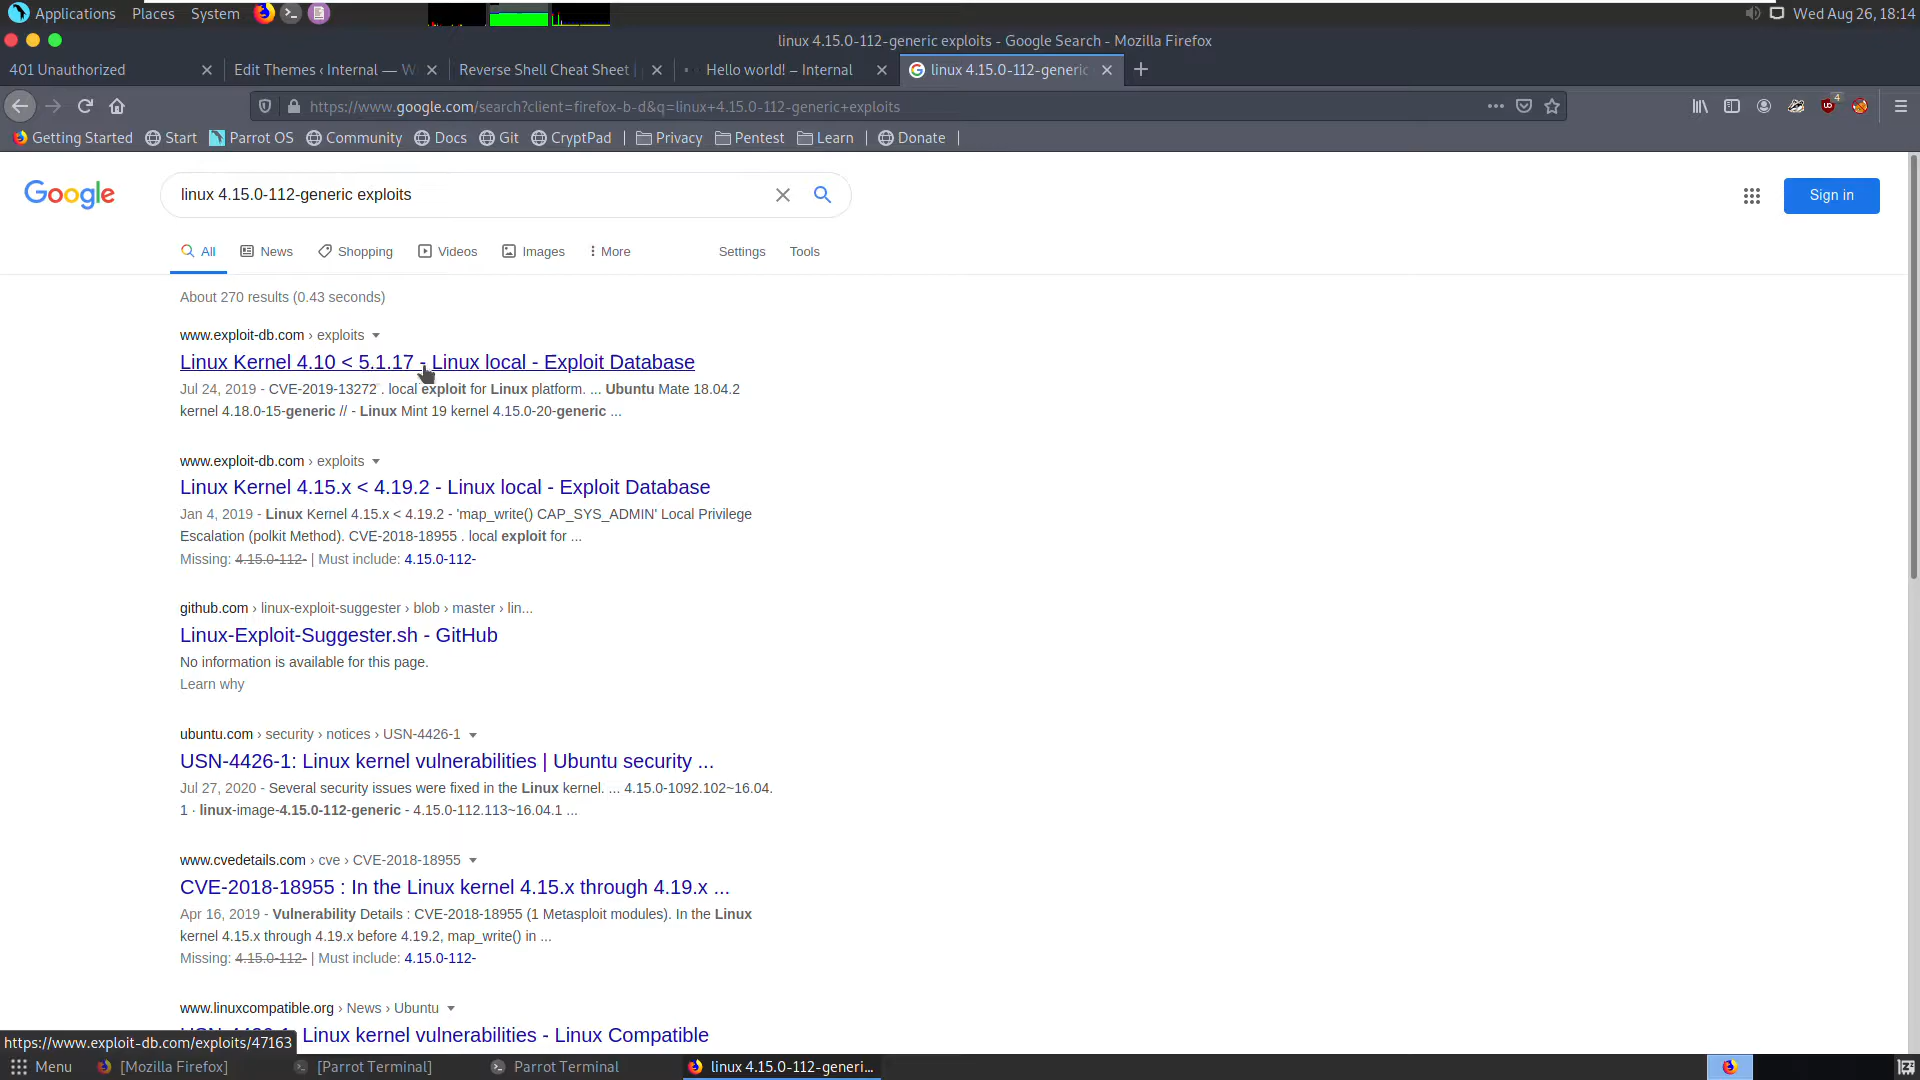 Applications Places System Wed Aug 26, 18:14
linux 4.15.0-112-generic exploits - Google Search - Mozilla Firefox
401 Unauthorized Edit Themes ‹ Internal — W Reverse Shell Cheat Sheet | Hello world! – Internal linux 4.15.0-112-generic
https://www.google.com/search?client=firefox-b-d&q=linux+4.15.0-112-generic+exploits 4
Getting Started Start Parrot OS Community Docs Git CryptPad | Privacy Pentest Learn | Donate |
Google linux 4.15.0-112-generic exploits Sign in
All News Shopping Videos Images More Settings Tools
About 270 results (0.43 seconds)
www.exploit-db.com › exploits
Linux Kernel 4.10 < 5.1.17 - Linux local - Exploit Database
Jul 24, 2019 - CVE-2019-13272 . local exploit for Linux platform. ... Ubuntu Mate 18.04.2
kernel 4.18.0-15-generic // - Linux Mint 19 kernel 4.15.0-20-generic ...
www.exploit-db.com › exploits
Linux Kernel 4.15.x < 4.19.2 - Linux local - Exploit Database
Jan 4, 2019 - Linux Kernel 4.15.x < 4.19.2 - 'map_write() CAP_SYS_ADMIN' Local Privilege
Escalation (polkit Method). CVE-2018-18955 . local exploit for ...
Missing: 4.15.0-112- | Must include: 4.15.0-112-
github.com › linux-exploit-suggester › blob › master › lin...
Linux-Exploit-Suggester.sh - GitHub
No information is available for this page.
Learn why
ubuntu.com › security › notices › USN-4426-1
USN-4426-1: Linux kernel vulnerabilities | Ubuntu security ...
Jul 27, 2020 - Several security issues were fixed in the Linux kernel. ... 4.15.0-1092.102~16.04.
1 · linux-image-4.15.0-112-generic - 4.15.0-112.113~16.04.1 ...
www.cvedetails.com › cve › CVE-2018-18955
CVE-2018-18955 : In the Linux kernel 4.15.x through 4.19.x ...
Apr 16, 2019 - Vulnerability Details : CVE-2018-18955 (1 Metasploit modules). In the Linux
kernel 4.15.x through 4.19.x before 4.19.2, map_write() in ...
Missing: 4.15.0-112- | Must include: 4.15.0-112-
www.linuxcompatible.org › News › Ubuntu
Linux kernel vulnerabilities - Linux Compatible
https://www.exploit-db.com/exploits/47163
Menu [Mozilla Firefox] [Parrot Terminal] Parrot Terminal linux 4.15.0-112-generi...